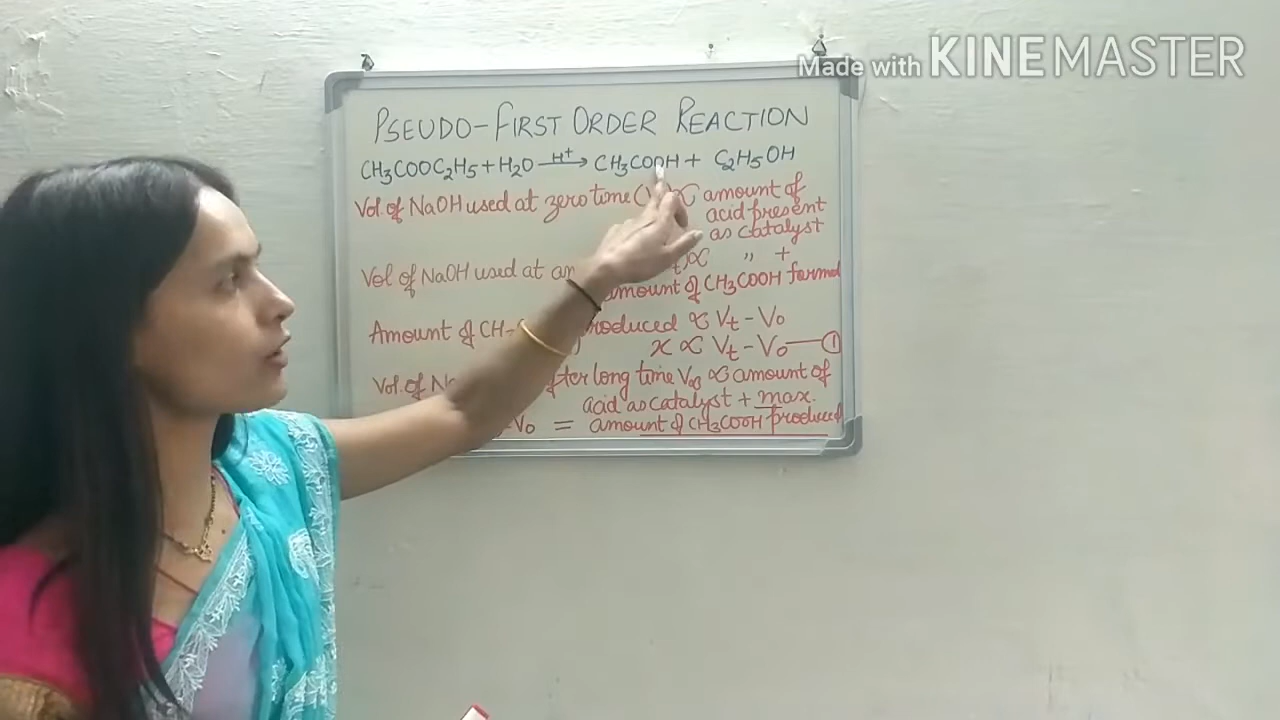 Made with KINEMASTER
PSEUDO-FIRST ORDER REACTION
CH3COOC2H5 + H2O H+ → CH3COOH + C2H5OH
Vol of NaOH used at zero time (V ∝ amount of
acid present
as catalyst
Vol of NaOH used at ∝ " +
amount of CH3COOH formed
Amount of produced ∝ Vt - V0
x ∝ Vt - V0 — ①
Vol. of after long time V∞ ∝ amount of
acid as catalyst + max.
V0 = amount of CH3COOH produced